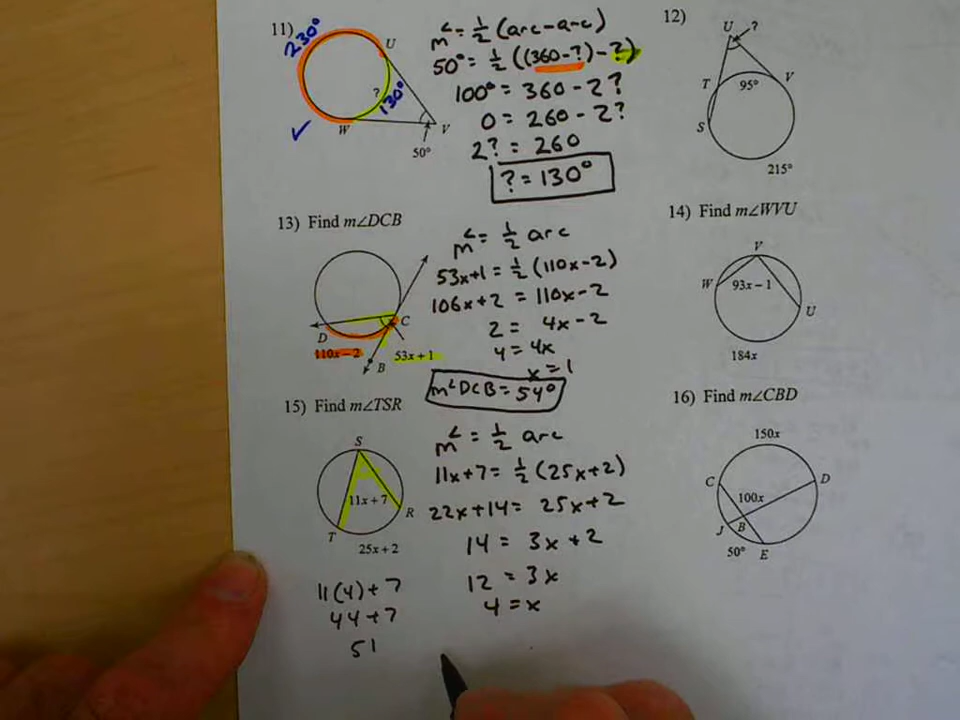 11)
230°
U
?
130°
W
V
50°
m∠ = 1/2 (arc - arc)
50° = 1/2 ((360-?) - ?)
100° = 360 - 2?
0 = 260 - 2?
2? = 260
? = 130°
12)
U
?
T
95°
V
S
215°
13) Find m∠DCB
D
C
110x - 2
53x + 1
B
m∠ = 1/2 arc
53x+1 = 1/2 (110x-2)
106x+2 = 110x-2
2 = 4x-2
4 = 4x
x = 1
m∠DCB = 54°
14) Find m∠WVU
V
W
93x - 1
U
184x
15) Find m∠TSR
S
11x + 7
R
T
25x + 2
11(4)+7
44+7
51
m∠ = 1/2 arc
11x+7 = 1/2 (25x+2)
22x+14 = 25x+2
14 = 3x+2
12 = 3x
4 = x
16) Find m∠CBD
150x
C
D
100x
J
B
50°
E